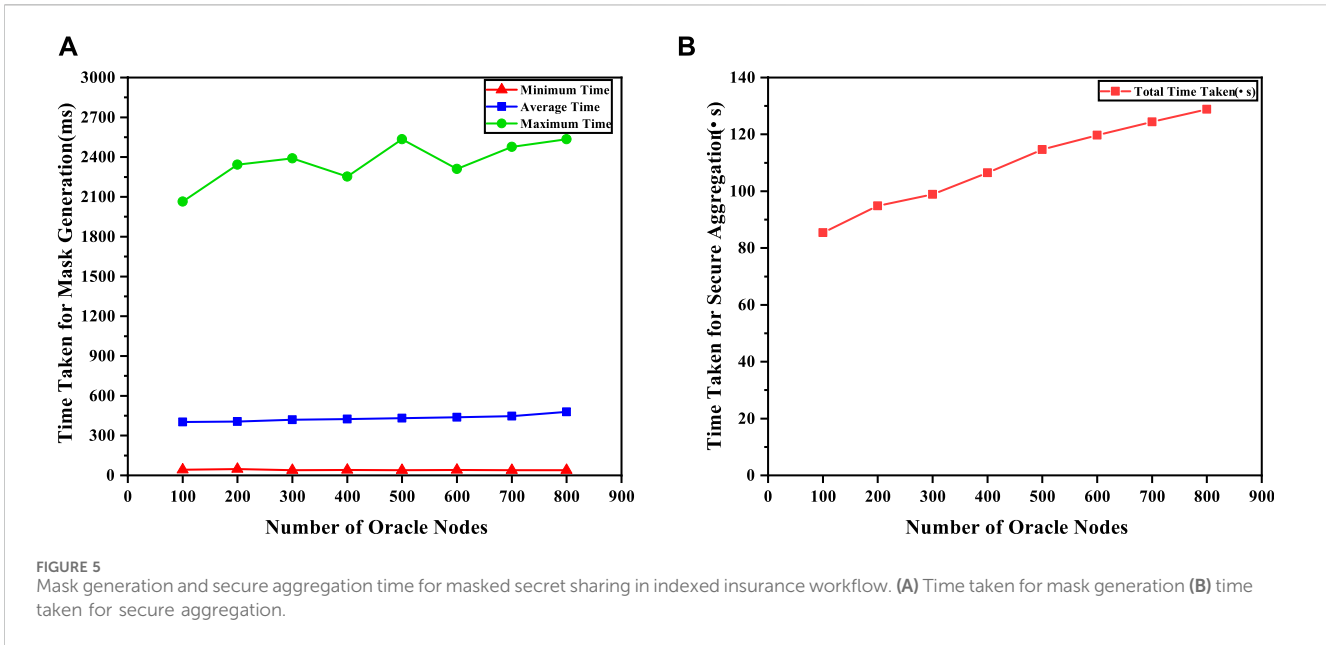 A
Time Taken for Mask Generation(ms)
3000
2700
2400
2100
1800
1500
1200
900
600
300
0
Minimum Time
Average Time
Maximum Time
0 100 200 300 400 500 600 700 800 900
Number of Oracle Nodes
B
Time Taken for Secure Aggregation(• s)
140
120
100
80
60
40
20
0
Total Time Taken(• s)
0 100 200 300 400 500 600 700 800 900
Number of Oracle Nodes
FIGURE 5
Mask generation and secure aggregation time for masked secret sharing in indexed insurance workflow. (A) Time taken for mask generation (B) time
taken for secure aggregation.